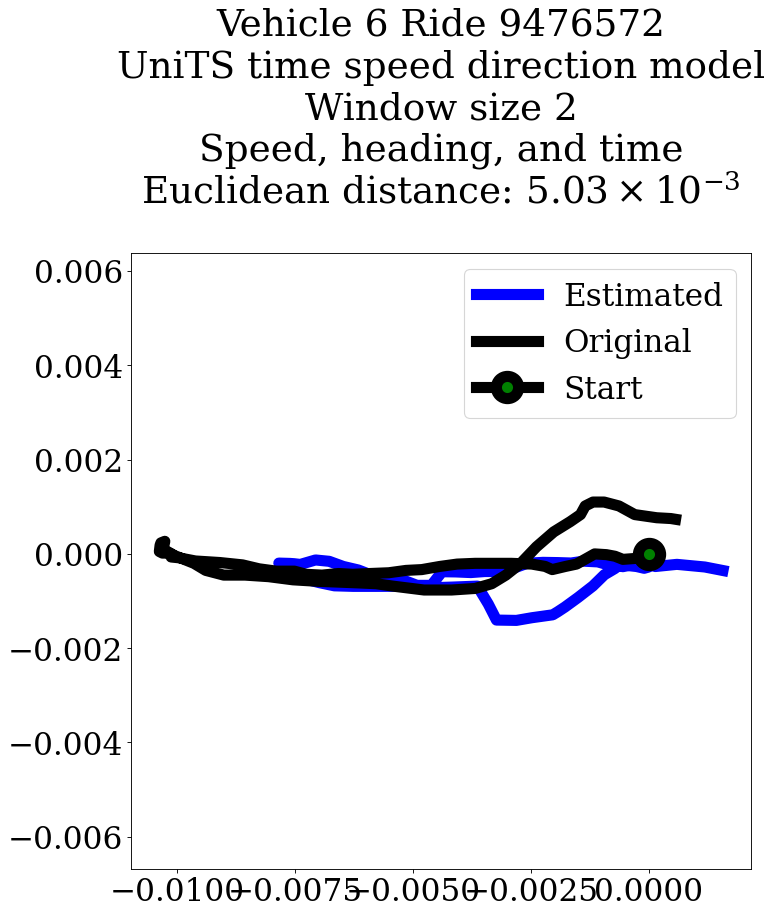 Vehicle 6 Ride 9476572
UniTS time speed direction model
Window size 2
Speed, heading, and time
Euclidean distance: 5.03 × 10⁻³
Estimated
Original
Start
0.006
0.004
0.002
0.000
−0.002
−0.004
−0.006
−0.0100 −0.0075 −0.0050 −0.0025 0.0000